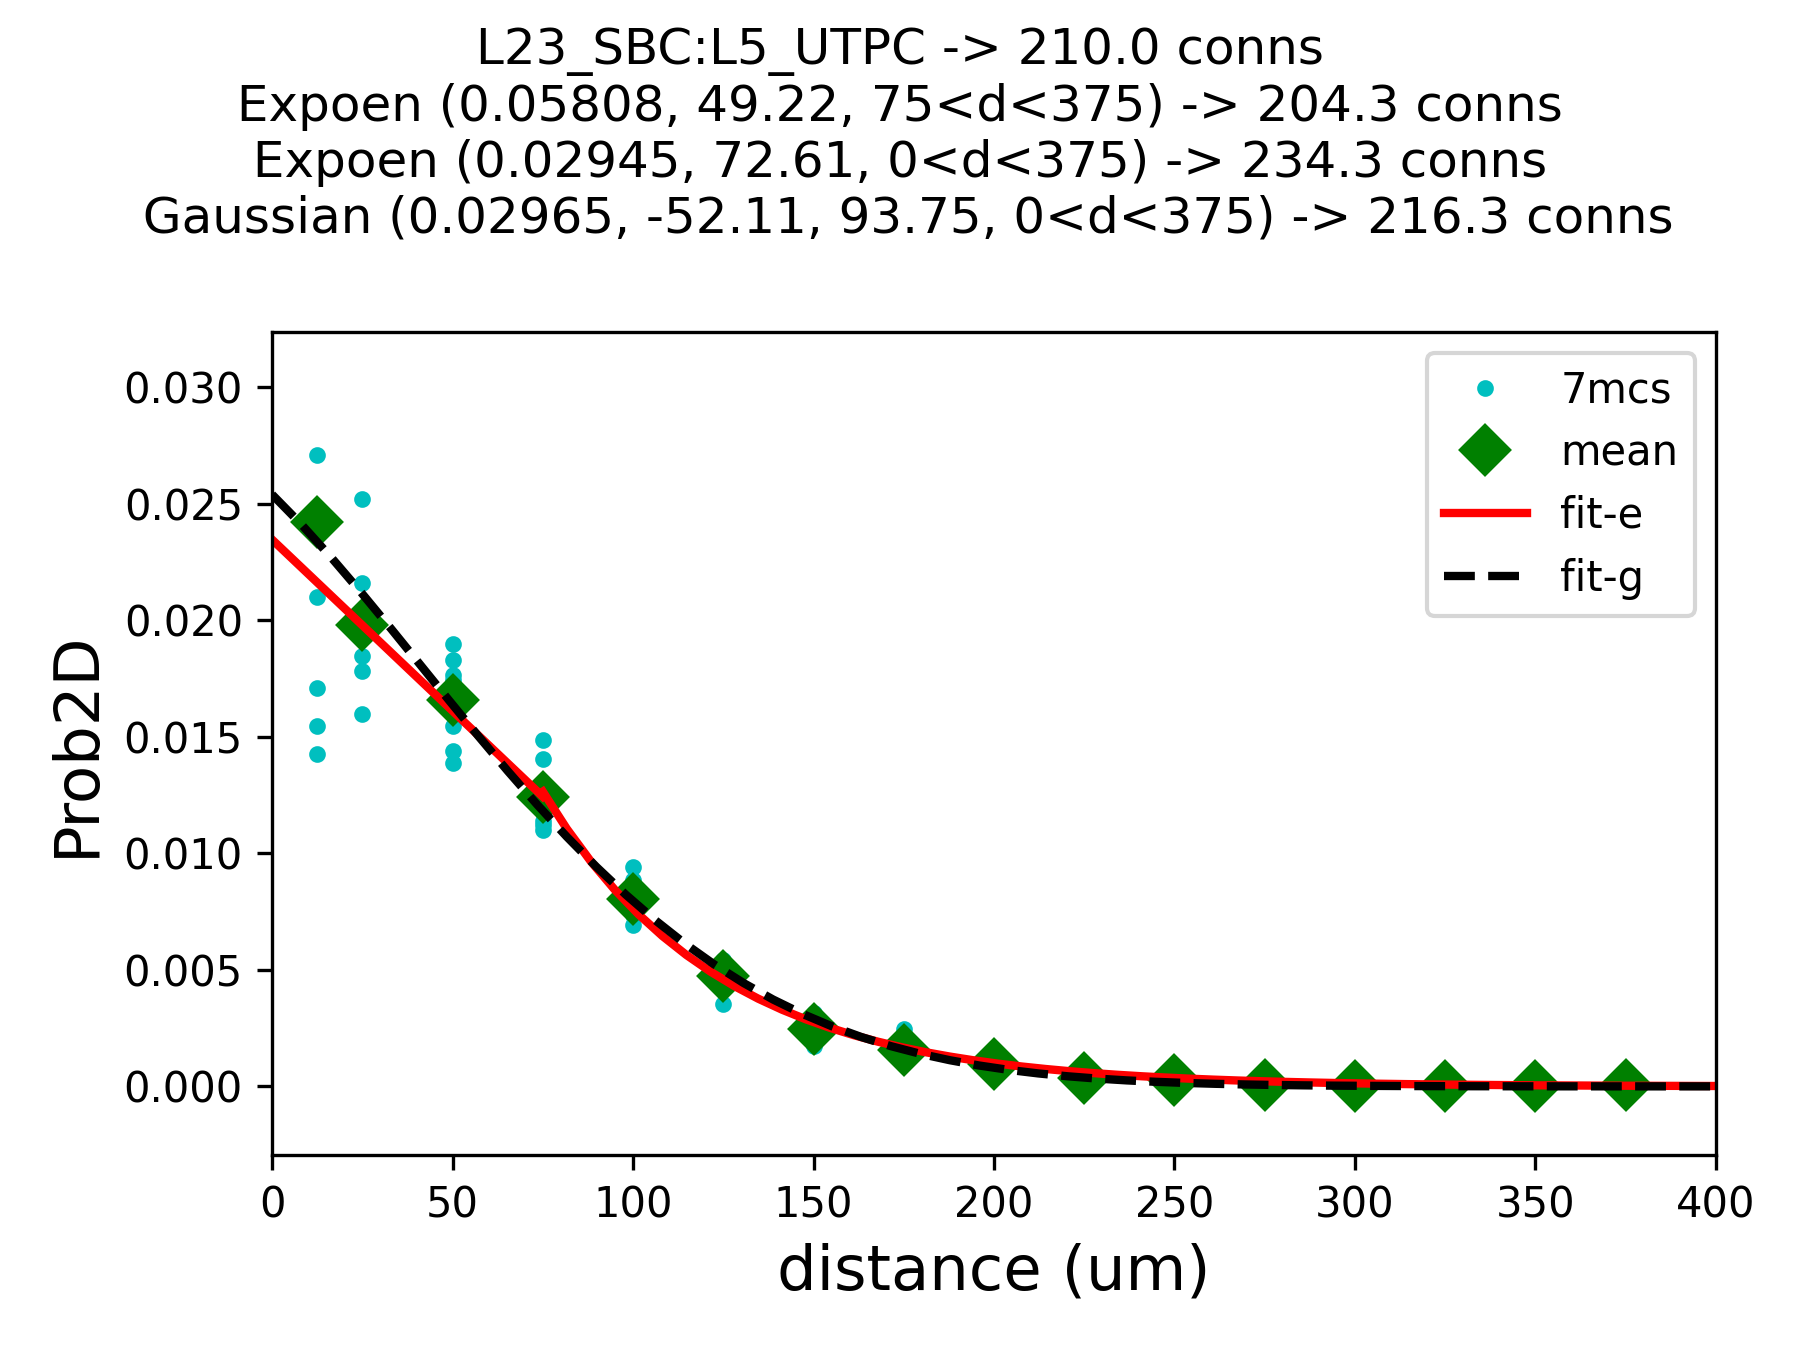 L23_SBC:L5_UTPC -> 210.0 conns
Expoen (0.05808, 49.22, 75<d<375) -> 204.3 conns
Expoen (0.02945, 72.61, 0<d<375) -> 234.3 conns
Gaussian (0.02965, -52.11, 93.75, 0<d<375) -> 216.3 conns
7mcs
mean
fit-e
fit-g
Prob2D
0.030
0.025
0.020
0.015
0.010
0.005
0.000
0 50 100 150 200 250 300 350 400
distance (um)